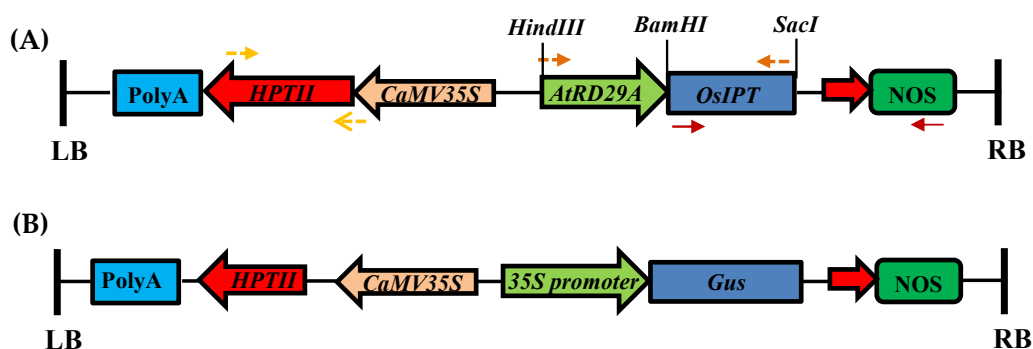 (A)
HindIII BamHI SacI
PolyA HPTII CaMV35S AtRD29A OsIPT NOS
LB RB
(B)
PolyA HPTII CaMV35S 35S promoter Gus NOS
LB RB